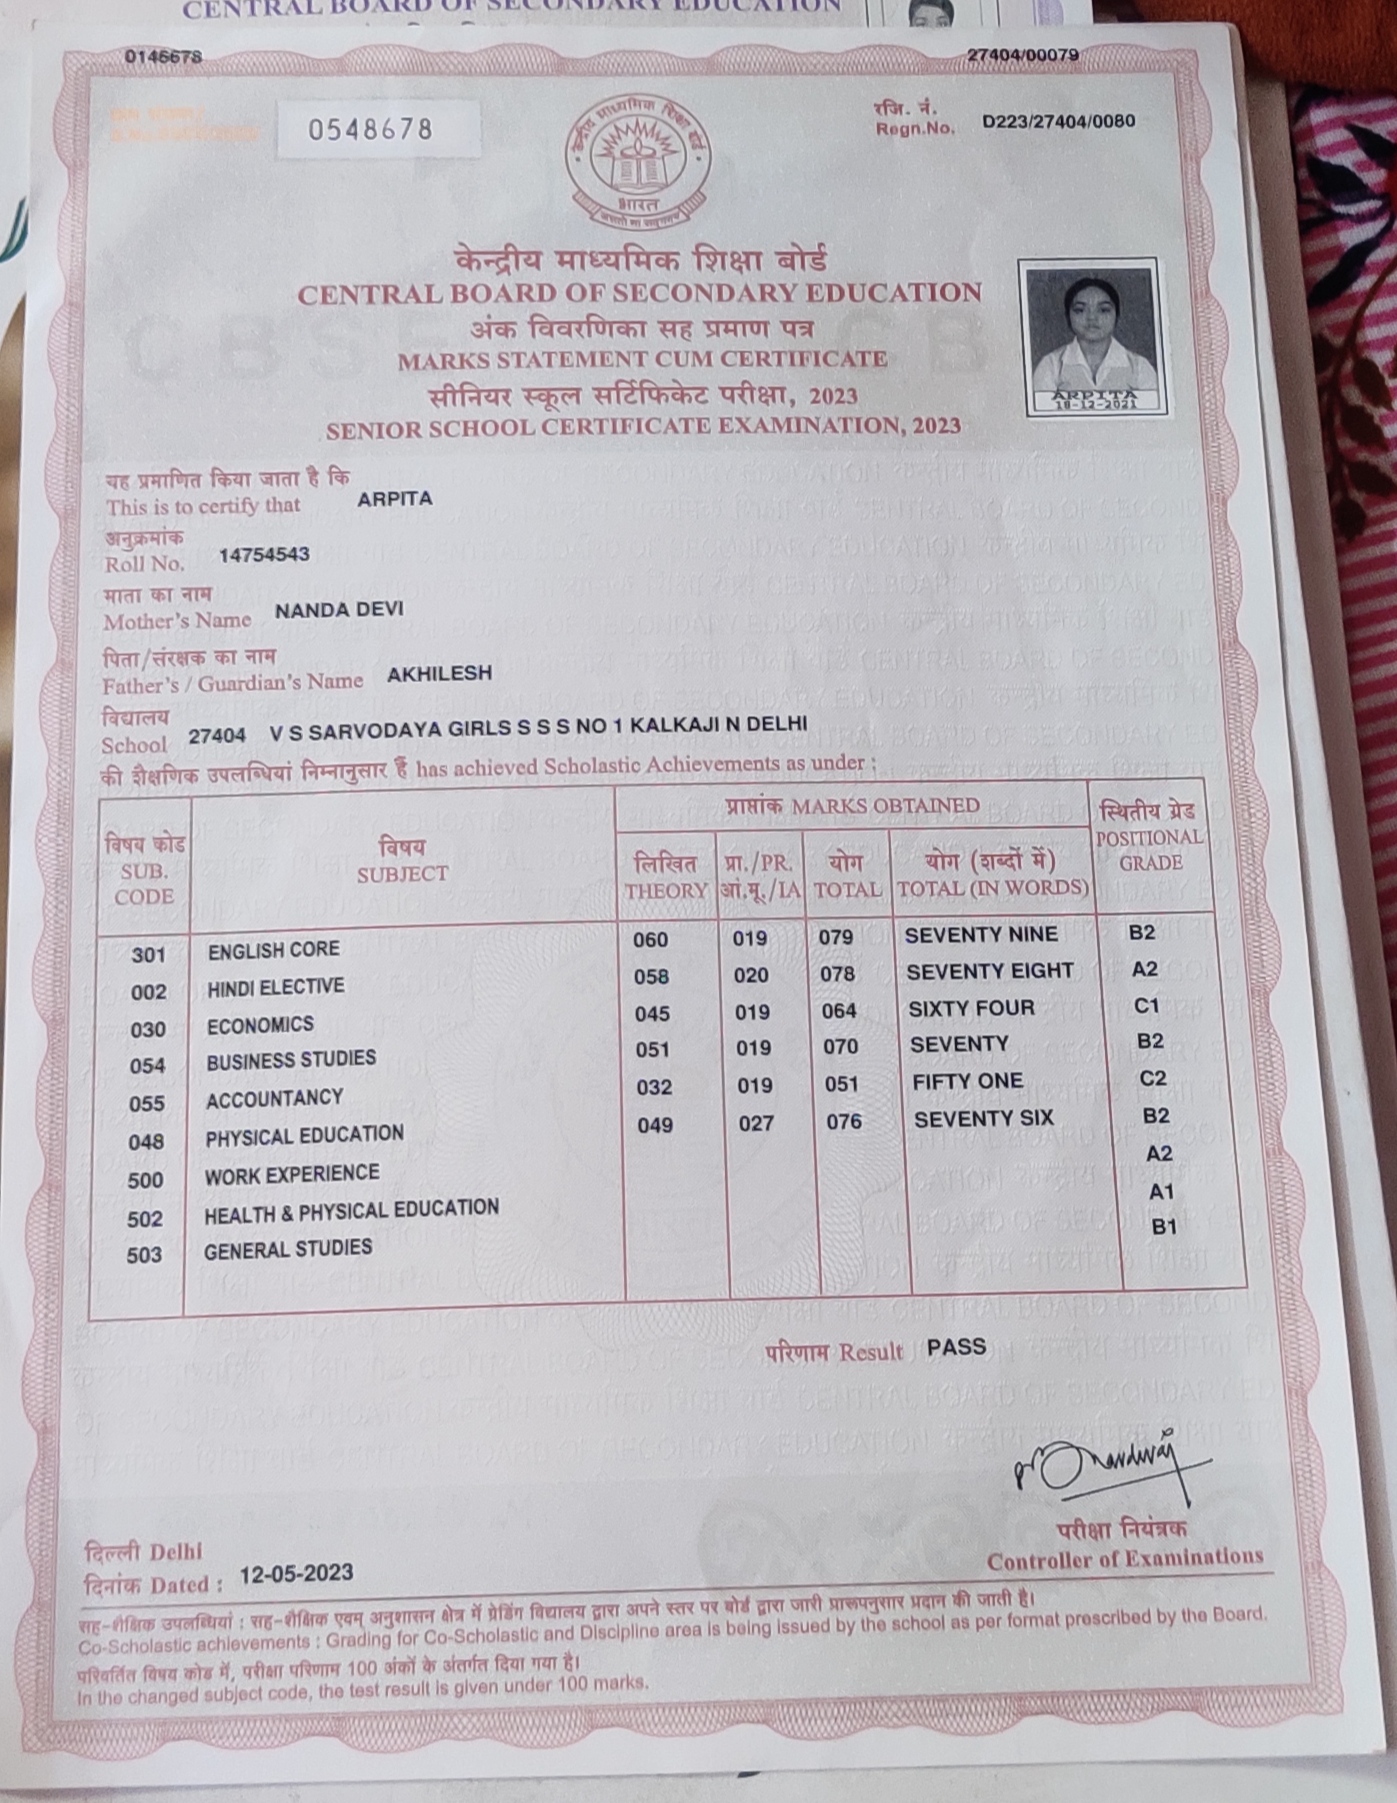 CENTRAL BOARD OF SECONDARY EDUCATION
0146678
27404/00079
0548678
रजि. नं.
Regn.No. D223/27404/0080
भारत
केन्द्रीय माध्यमिक शिक्षा बोर्ड
CENTRAL BOARD OF SECONDARY EDUCATION
अंक विवरणिका सह प्रमाण पत्र
MARKS STATEMENT CUM CERTIFICATE
सीनियर स्कूल सर्टिफिकेट परीक्षा, 2023
SENIOR SCHOOL CERTIFICATE EXAMINATION, 2023
ARPITA
18-12-2021
यह प्रमाणित किया जाता है कि
This is to certify that ARPITA
अनुक्रमांक
Roll No. 14754543
माता का नाम
Mother's Name NANDA DEVI
पिता/संरक्षक का नाम
Father's / Guardian's Name AKHILESH
विद्यालय
School 27404 V S SARVODAYA GIRLS S S S NO 1 KALKAJI N DELHI
की शैक्षणिक उपलब्धियां निम्नानुसार हैं has achieved Scholastic Achievements as under :
विषय कोड
SUB.
CODE
विषय
SUBJECT
प्राप्तांक MARKS OBTAINED
लिखित
THEORY
प्रा./PR.
आं.मू./IA
योग
TOTAL
योग (शब्दों में)
TOTAL (IN WORDS)
स्थितीय ग्रेड
POSITIONAL
GRADE
301 ENGLISH CORE 060 019 079 SEVENTY NINE B2
002 HINDI ELECTIVE 058 020 078 SEVENTY EIGHT A2
030 ECONOMICS 045 019 064 SIXTY FOUR C1
054 BUSINESS STUDIES 051 019 070 SEVENTY B2
055 ACCOUNTANCY 032 019 051 FIFTY ONE C2
048 PHYSICAL EDUCATION 049 027 076 SEVENTY SIX B2
500 WORK EXPERIENCE A2
502 HEALTH & PHYSICAL EDUCATION A1
503 GENERAL STUDIES B1
परिणाम Result PASS
परीक्षा नियंत्रक
Controller of Examinations
दिल्ली Delhi
दिनांक Dated : 12-05-2023
सह-शैक्षिक उपलब्धियां : सह-शैक्षिक एवम् अनुशासन क्षेत्र में ग्रेडिंग विद्यालय द्वारा अपने स्तर पर बोर्ड द्वारा जारी प्रारूपनुसार प्रदान की जाती है।
Co-Scholastic achievements : Grading for Co-Scholastic and Discipline area is being issued by the school as per format prescribed by the Board.
परिवर्तित विषय कोड में, परीक्षा परिणाम 100 अंकों के अंतर्गत दिया गया है।
In the changed subject code, the test result is given under 100 marks.